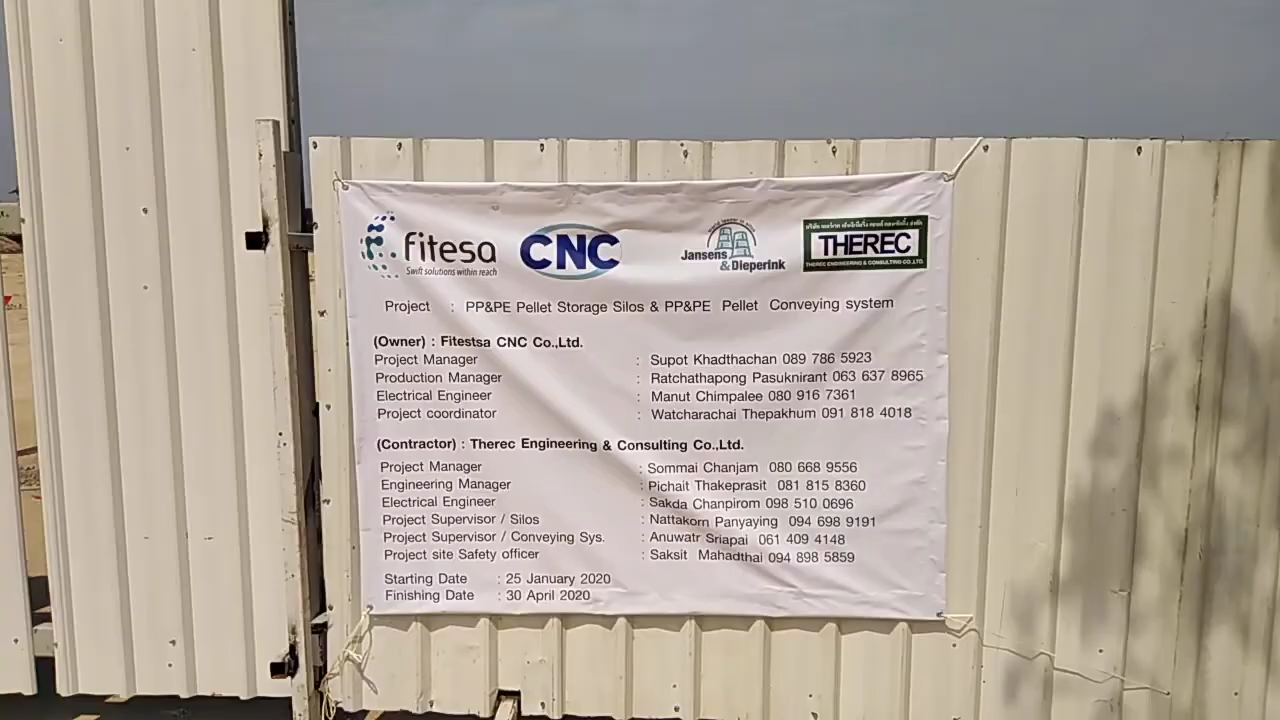 fitesa
Swift solutions within reach
CNC
Jansens
& Dieperink
THEREC
THEREC ENGINEERING & CONSULTING CO.,LTD.
Project : PP&PE Pellet Storage Silos & PP&PE Pellet Conveying system
(Owner) : Fitestsa CNC Co.,Ltd.
Project Manager : Supot Khadthachan 089 786 5923
Production Manager : Ratchathapong Pasuknirant 063 637 8965
Electrical Engineer : Manut Chimpalee 080 916 7361
Project coordinator : Watcharachai Thepakhum 091 818 4018
(Contractor) : Therec Engineering & Consulting Co.,Ltd.
Project Manager : Sommai Chanjam 080 668 9556
Engineering Manager : Pichait Thakeprasit 081 815 8360
Electrical Engineer : Sakda Chanpirom 098 510 0696
Project Supervisor / Silos : Nattakorn Panyaying 094 698 9191
Project Supervisor / Conveying Sys. : Anuwatr Sriapai 061 409 4148
Project site Safety officer : Saksit Mahadthai 094 898 5859
Starting Date : 25 January 2020
Finishing Date : 30 April 2020